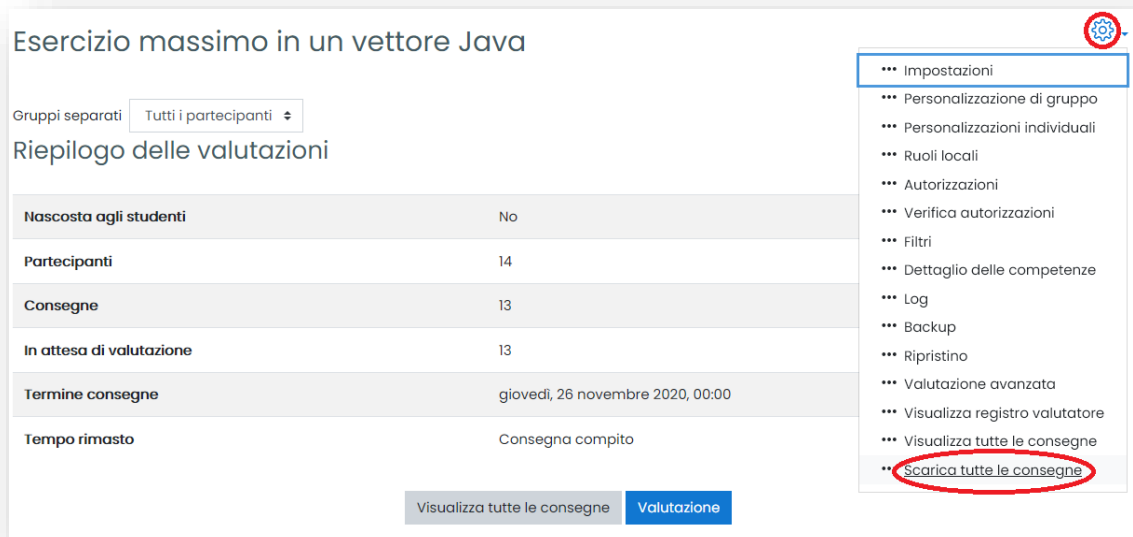 Esercizio massimo in un vettore Java
Gruppi separati Tutti i partecipanti
Riepilogo delle valutazioni
Nascosta agli studenti No
Partecipanti 14
Consegne 13
In attesa di valutazione 13
Termine consegne giovedì, 26 novembre 2020, 00:00
Tempo rimasto Consegna compito
Visualizza tutte le consegne Valutazione
Impostazioni
Personalizzazione di gruppo
Personalizzazioni individuali
Ruoli locali
Autorizzazioni
Verifica autorizzazioni
Filtri
Dettaglio delle competenze
Log
Backup
Ripristino
Valutazione avanzata
Visualizza registro valutatore
Visualizza tutte le consegne
Scarica tutte le consegne